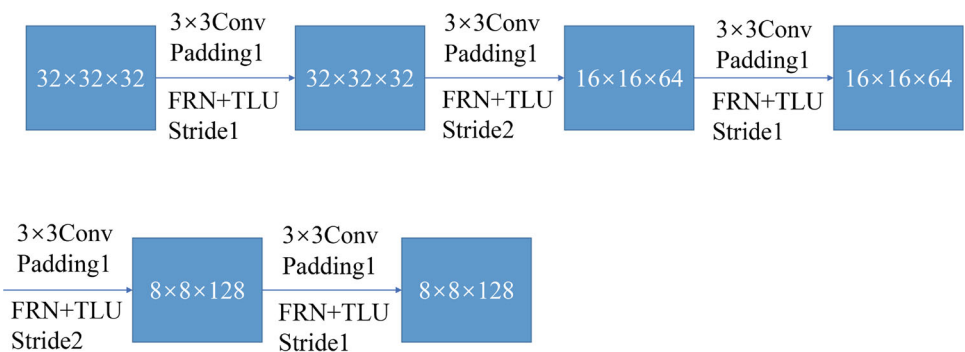 32×32×32
3×3Conv
Padding1
FRN+TLU
Stride1
32×32×32
3×3Conv
Padding1
FRN+TLU
Stride2
16×16×64
3×3Conv
Padding1
FRN+TLU
Stride1
16×16×64
3×3Conv
Padding1
FRN+TLU
Stride2
8×8×128
3×3Conv
Padding1
FRN+TLU
Stride1
8×8×128